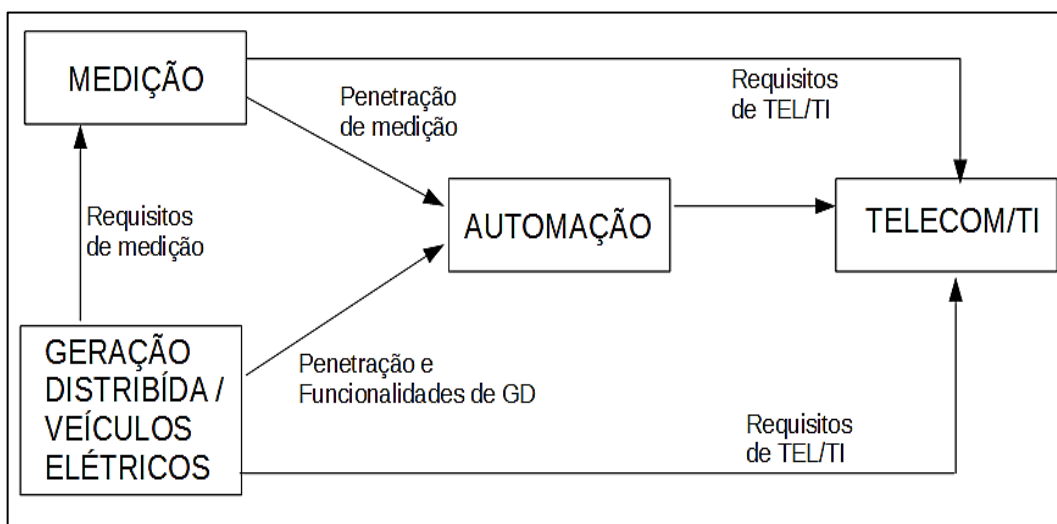 MEDIÇÃO
Penetração
de medição
Requisitos
de TEL/TI
Requisitos
de medição
AUTOMAÇÃO
TELECOM/TI
GERAÇÃO
DISTRIBÍDA /
VEÍCULOS
ELÉTRICOS
Penetração e
Funcionalidades de GD
Requisitos
de TEL/TI